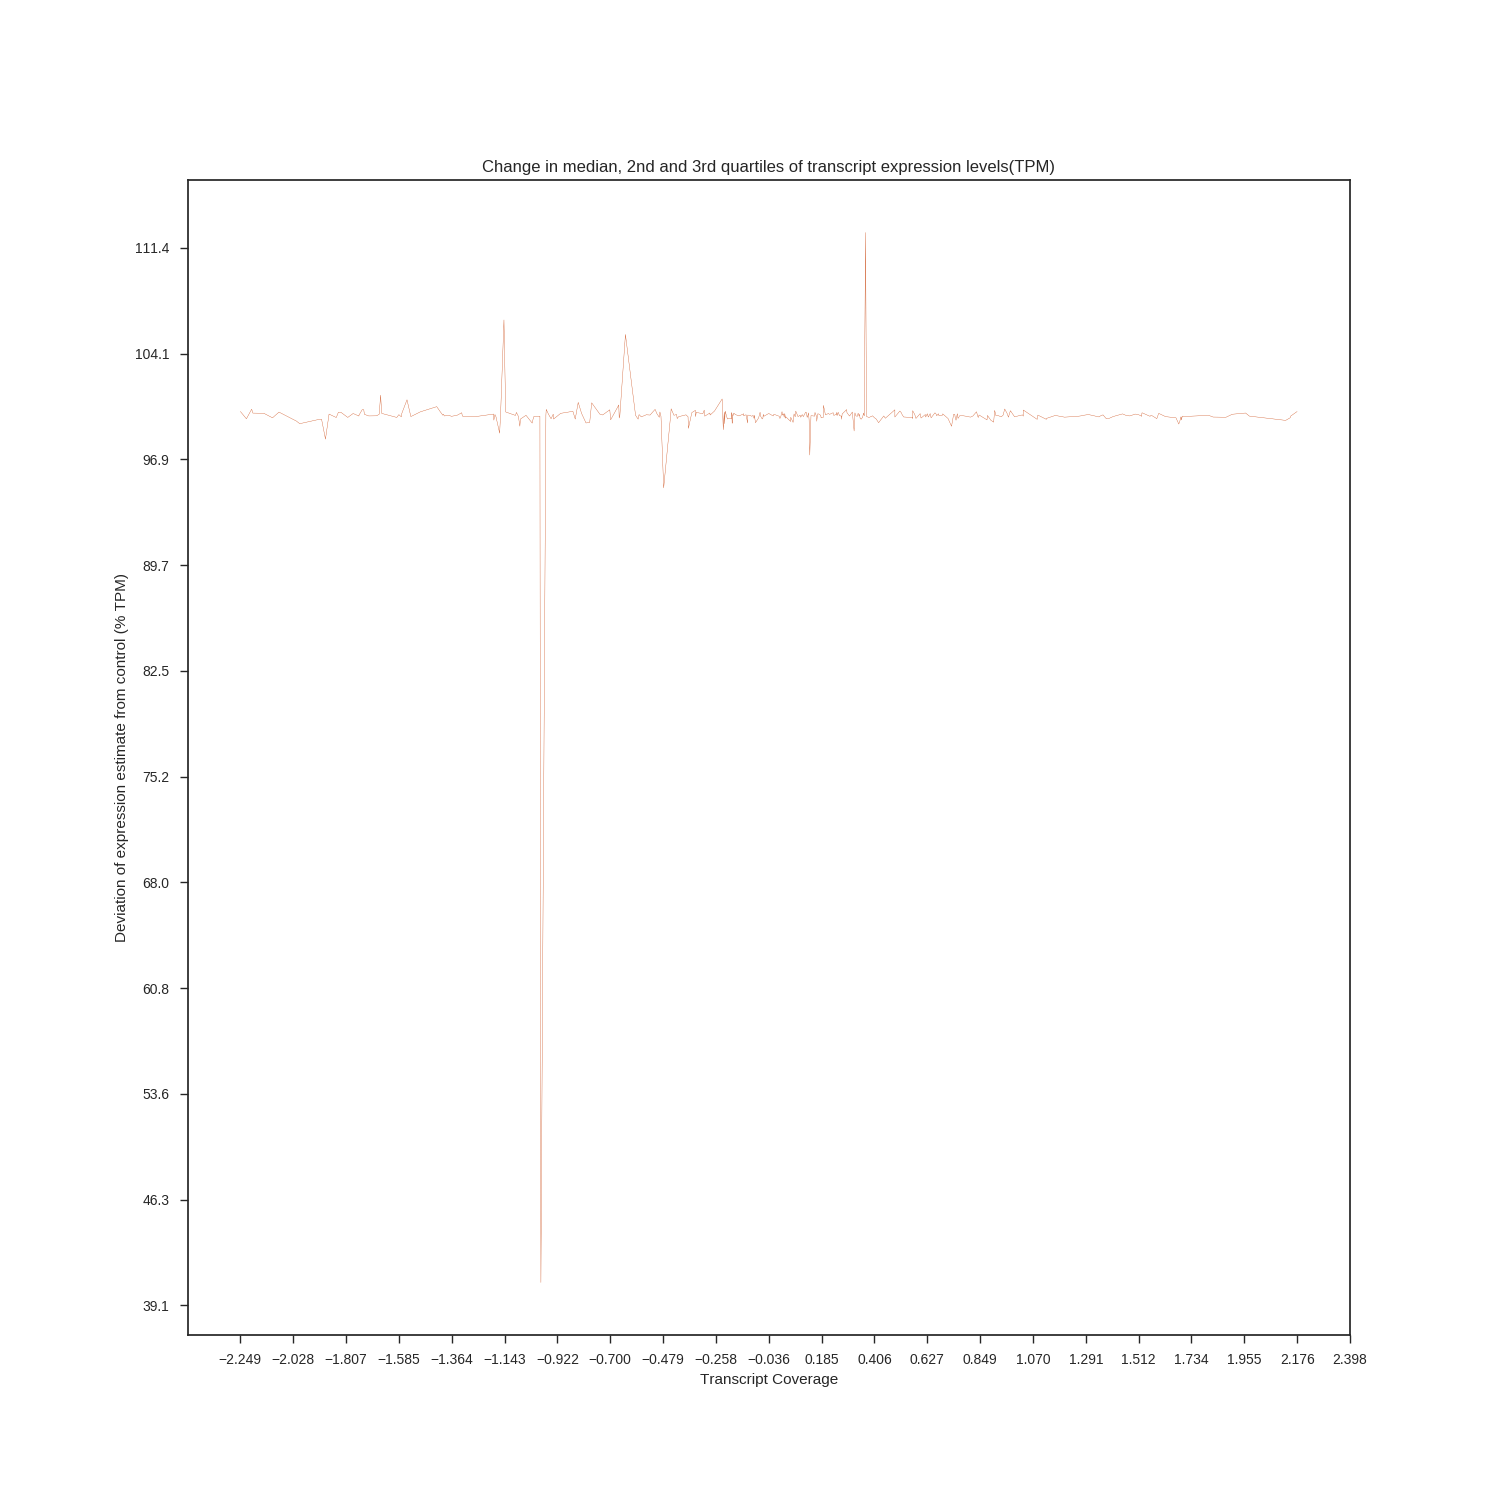 Change in median, 2nd and 3rd quartiles of transcript expression levels(TPM)
111.4
104.1
96.9
89.7
82.5
75.2
68.0
60.8
53.6
46.3
39.1
Deviation of expression estimate from control (% TPM)
−2.249 −2.028 −1.807 −1.585 −1.364 −1.143 −0.922 −0.700 −0.479 −0.258 −0.036 0.185 0.406 0.627 0.849 1.070 1.291 1.512 1.734 1.955 2.176 2.398
Transcript Coverage